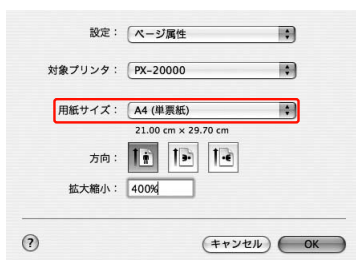 設定： ページ属性
対象プリンタ： PX-20000
用紙サイズ： A4 (単票紙)
21.00 cm × 29.70 cm
方向：
拡大縮小： 400%
? キャンセル OK